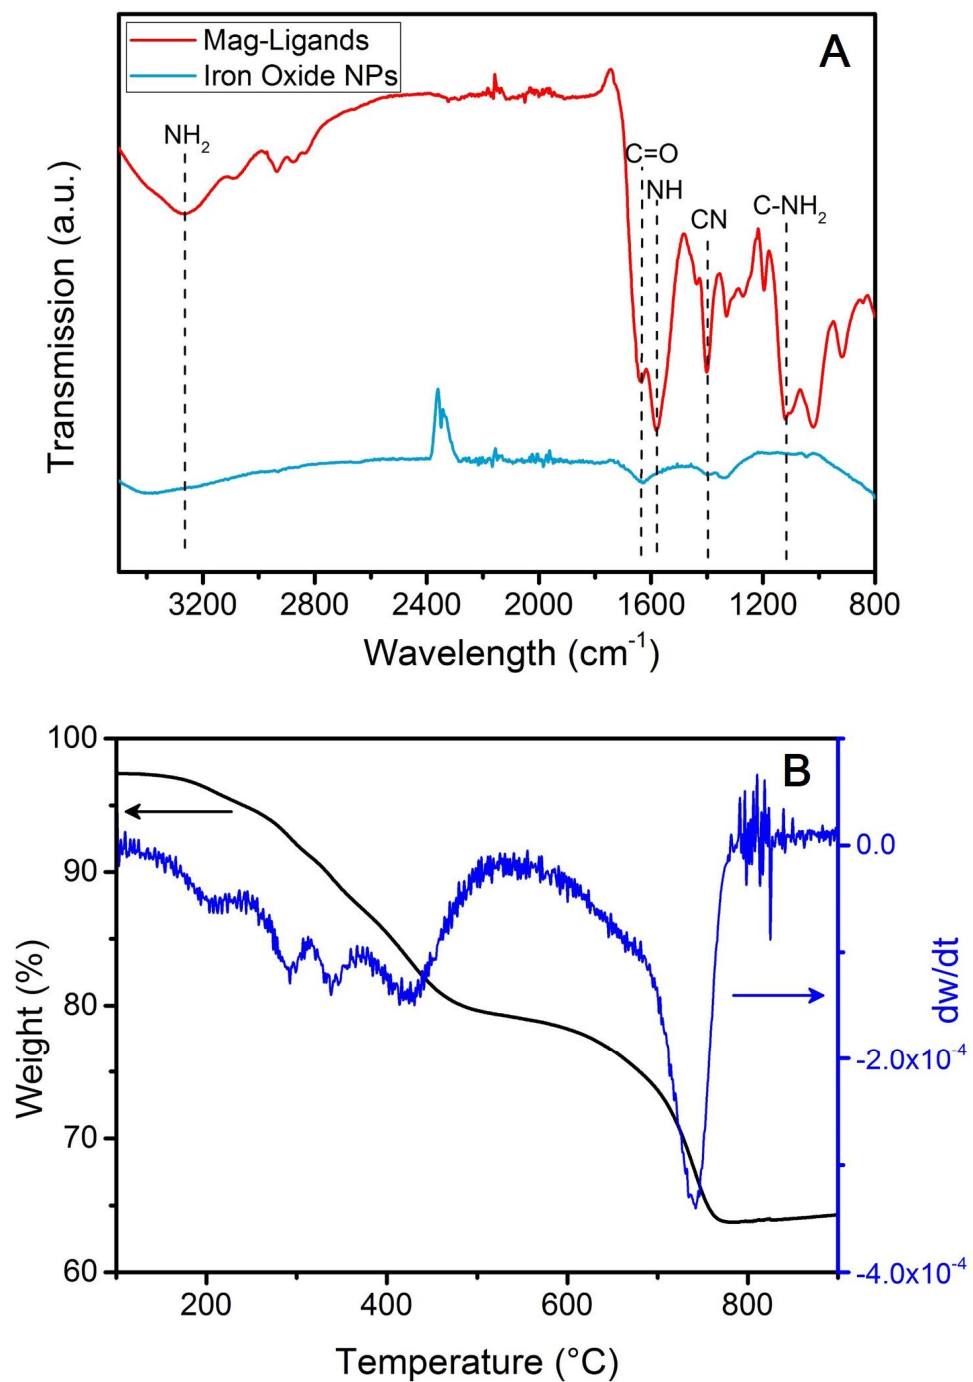 Mag-Ligands
Iron Oxide NPs
A
NH₂
C=O
NH
CN
C-NH₂
Transmission (a.u.)
3200 2800 2400 2000 1600 1200 800
Wavelength (cm⁻¹)
B
100
90
80
70
60
Weight (%)
0.0
-2.0x10⁻⁴
-4.0x10⁻⁴
dw/dt
200 400 600 800
Temperature (°C)